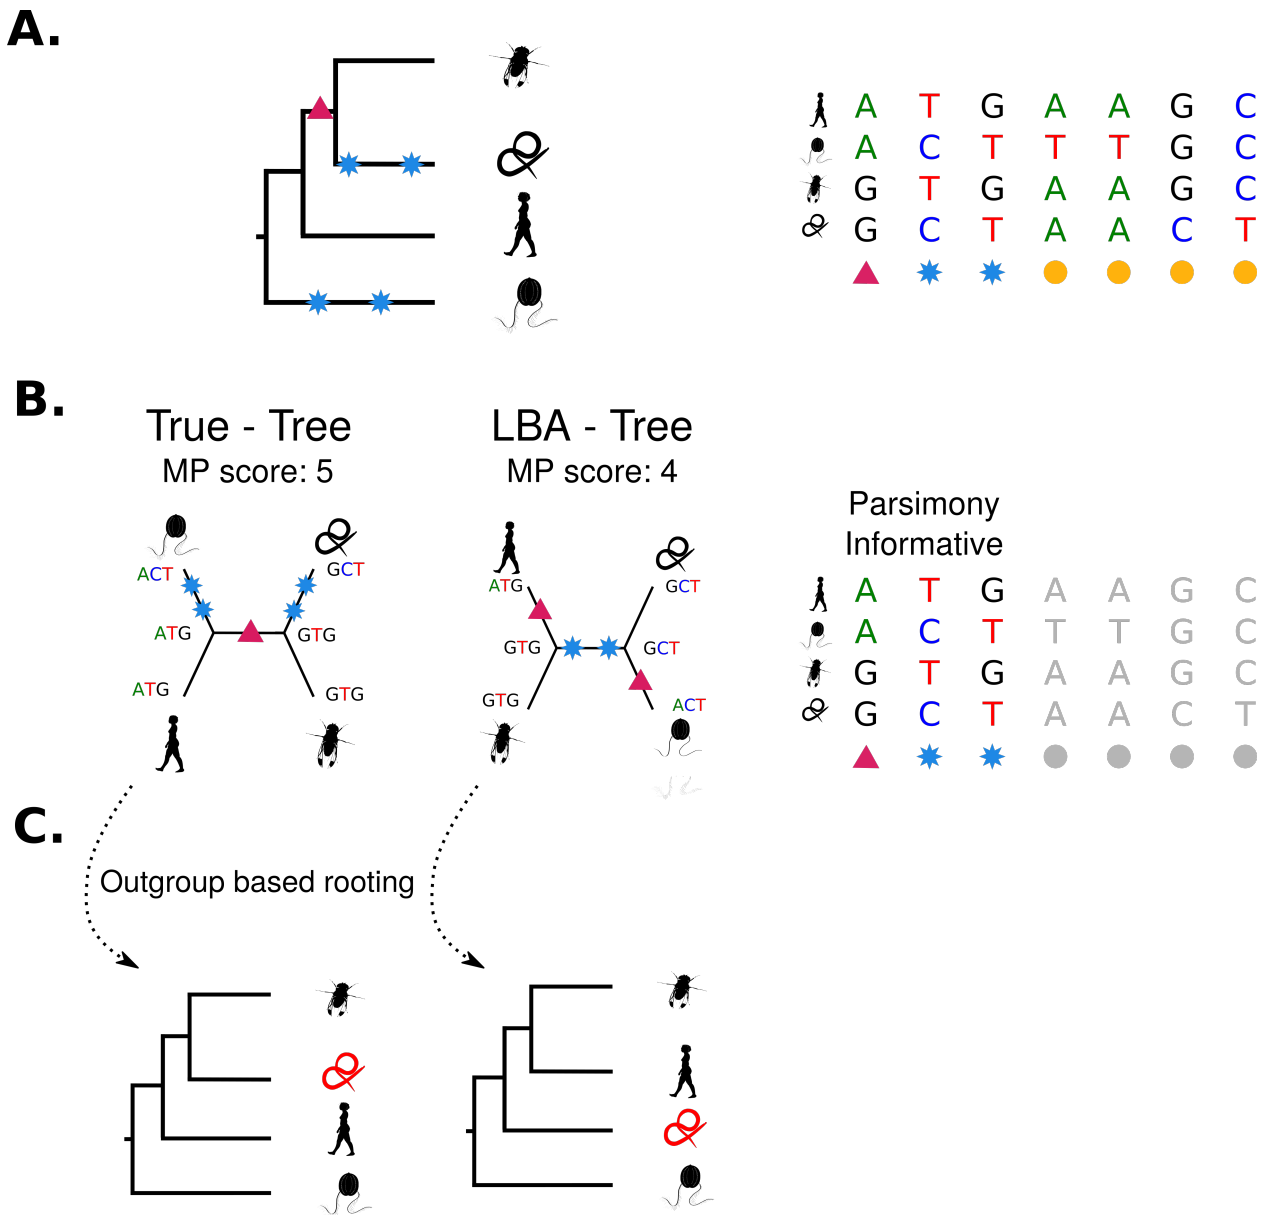 A.
A T G A A G C
A C T T T G C
G T G A A G C
G C T A A C T
B.
True - Tree
MP score: 5
LBA - Tree
MP score: 4
ACT
GCT
ATG
GTG
ATG
GTG
ATG
GCT
GTG
GCT
GTG
ACT
Parsimony
Informative
A T G A A G C
A C T T T G C
G T G A A G C
G C T A A C T
C.
Outgroup based rooting